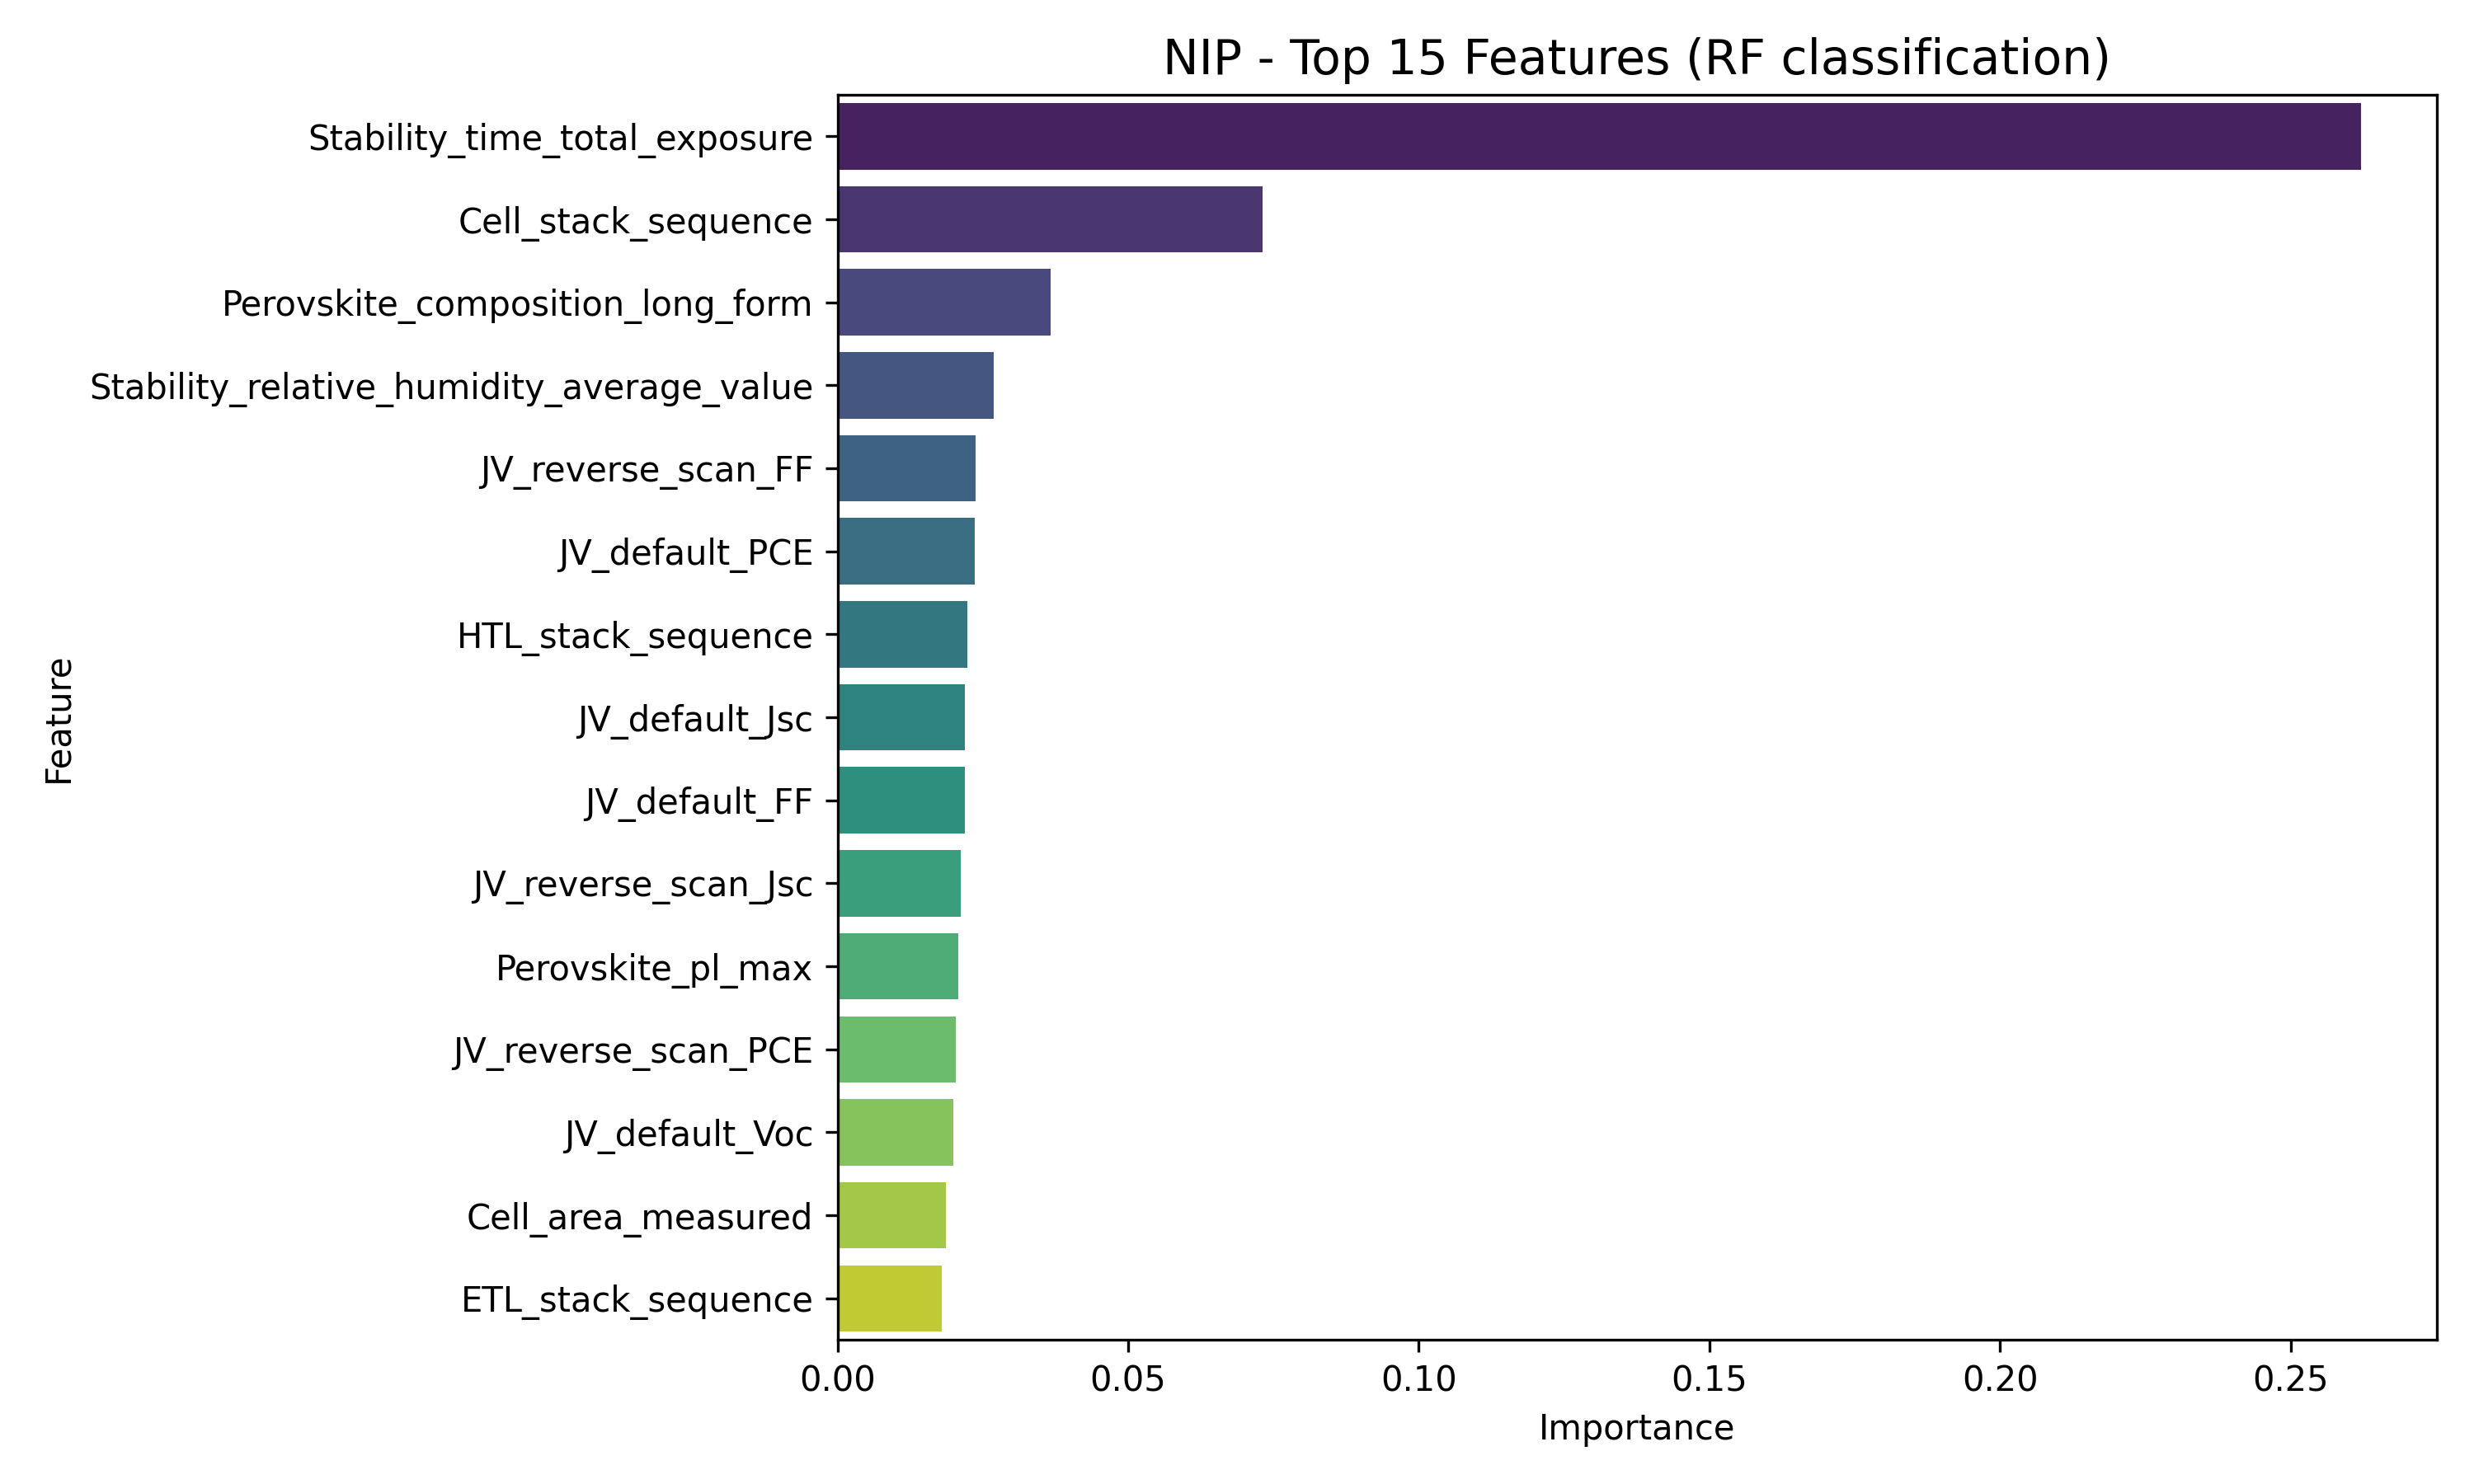 NIP - Top 15 Features (RF classification)
Stability_time_total_exposure
Cell_stack_sequence
Perovskite_composition_long_form
Stability_relative_humidity_average_value
JV_reverse_scan_FF
JV_default_PCE
HTL_stack_sequence
JV_default_Jsc
JV_default_FF
JV_reverse_scan_Jsc
Perovskite_pl_max
JV_reverse_scan_PCE
JV_default_Voc
Cell_area_measured
ETL_stack_sequence
Feature
0.00 0.05 0.10 0.15 0.20 0.25
Importance